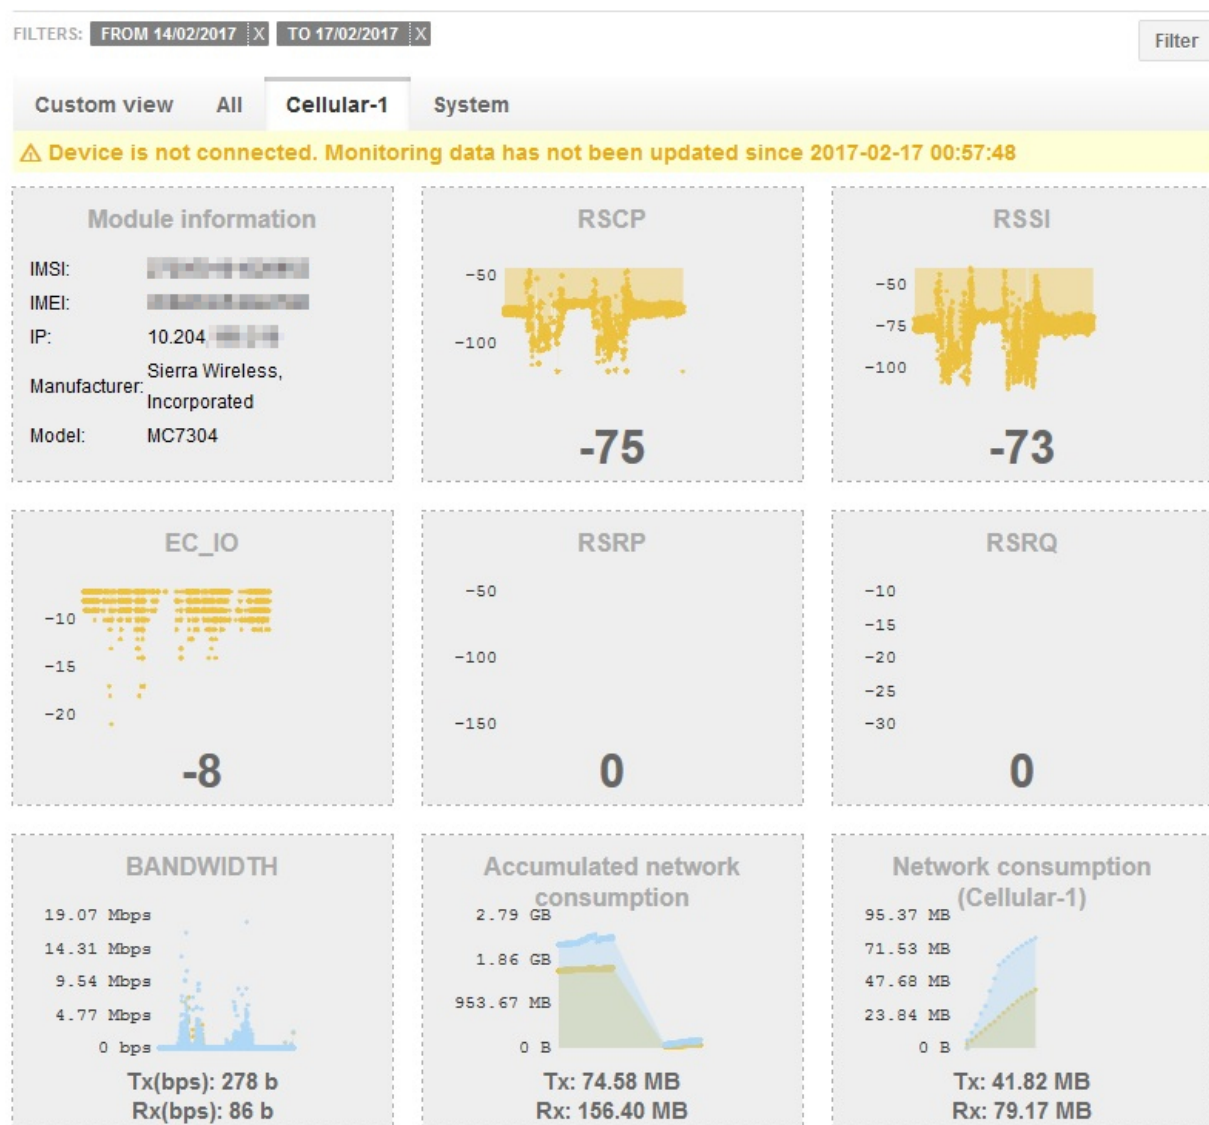 FILTERS: FROM 14/02/2017 X TO 17/02/2017 X
Filter
Custom view All Cellular-1 System
Device is not connected. Monitoring data has not been updated since 2017-02-17 00:57:48
Module information
IMSI:
IMEI:
IP: 10.204.
Manufacturer: Sierra Wireless,
Incorporated
Model: MC7304
RSCP
-50
-100
-75
RSSI
-50
-75
-100
-73
EC_IO
-10
-15
-20
-8
RSRP
-50
-100
-150
0
RSRQ
-10
-15
-20
-25
-30
0
BANDWIDTH
19.07 Mbps
14.31 Mbps
9.54 Mbps
4.77 Mbps
0 bps
Tx(bps): 278 b
Rx(bps): 86 b
Accumulated network
consumption
2.79 GB
1.86 GB
953.67 MB
0 B
Tx: 74.58 MB
Rx: 156.40 MB
Network consumption
(Cellular-1)
95.37 MB
71.53 MB
47.68 MB
23.84 MB
0 B
Tx: 41.82 MB
Rx: 79.17 MB